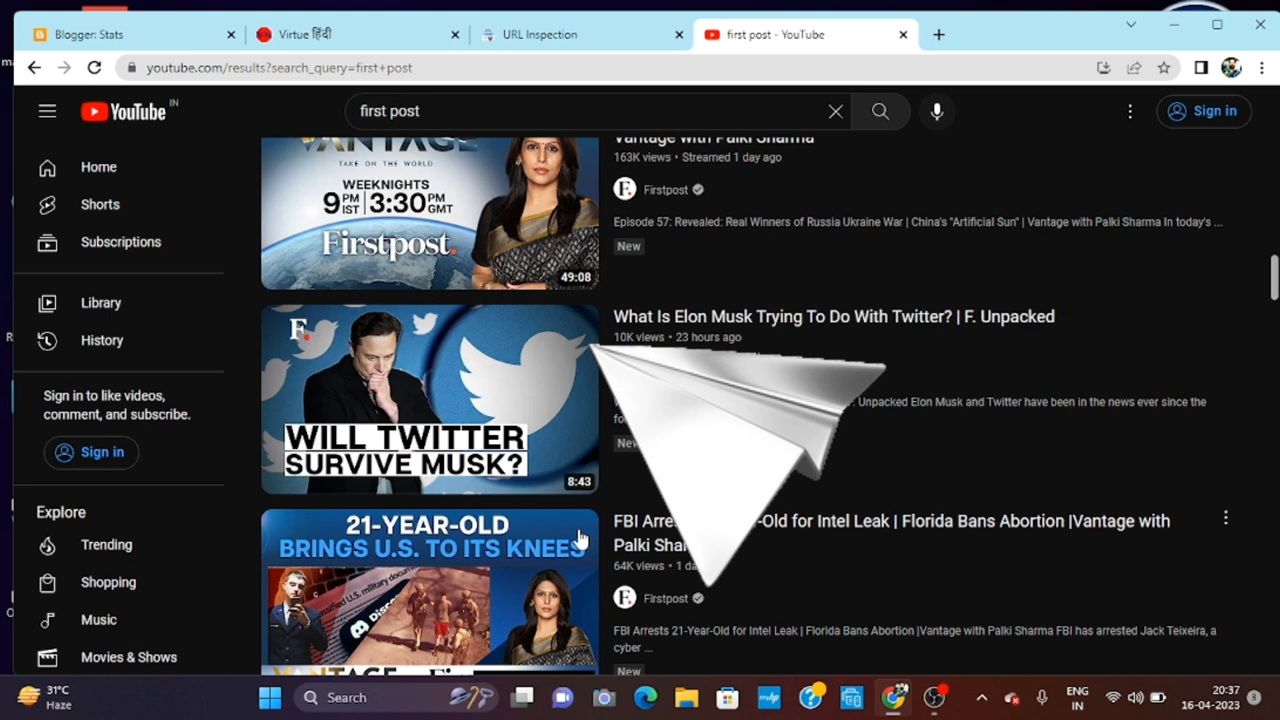 Blogger: Stats
Virtue हिंदी
URL Inspection
first post - YouTube
youtube.com/results?search_query=first+post
YouTube IN
first post
Sign in
Home
Shorts
Subscriptions
Library
History
Sign in to like videos,
comment, and subscribe.
Sign in
Explore
Trending
Shopping
Music
Movies & Shows
VANTAGE
TAKE ON THE WORLD
WEEKNIGHTS
9 PM IST | 3:30 PM GMT
Firstpost.
49:08
Vantage with Palki Sharma
163K views • Streamed 1 day ago
F. Firstpost
Episode 57: Revealed: Real Winners of Russia Ukraine War | China's "Artificial Sun" | Vantage with Palki Sharma In today's ...
New
F.
WILL TWITTER
SURVIVE MUSK?
8:43
What Is Elon Musk Trying To Do With Twitter? | F. Unpacked
10K views • 23 hours ago
Unpacked Elon Musk and Twitter have been in the news ever since the
New
21-YEAR-OLD
BRINGS U.S. TO ITS KNEES
FBI Arre -Old for Intel Leak | Florida Bans Abortion |Vantage with
Palki Shar
64K views • 1 da
F. Firstpost
FBI Arrests 21-Year-Old for Intel Leak | Florida Bans Abortion |Vantage with Palki Sharma FBI has arrested Jack Teixeira, a
cyber ...
New
31°C
Haze
Search
ENG
IN
20:37
16-04-2023
3